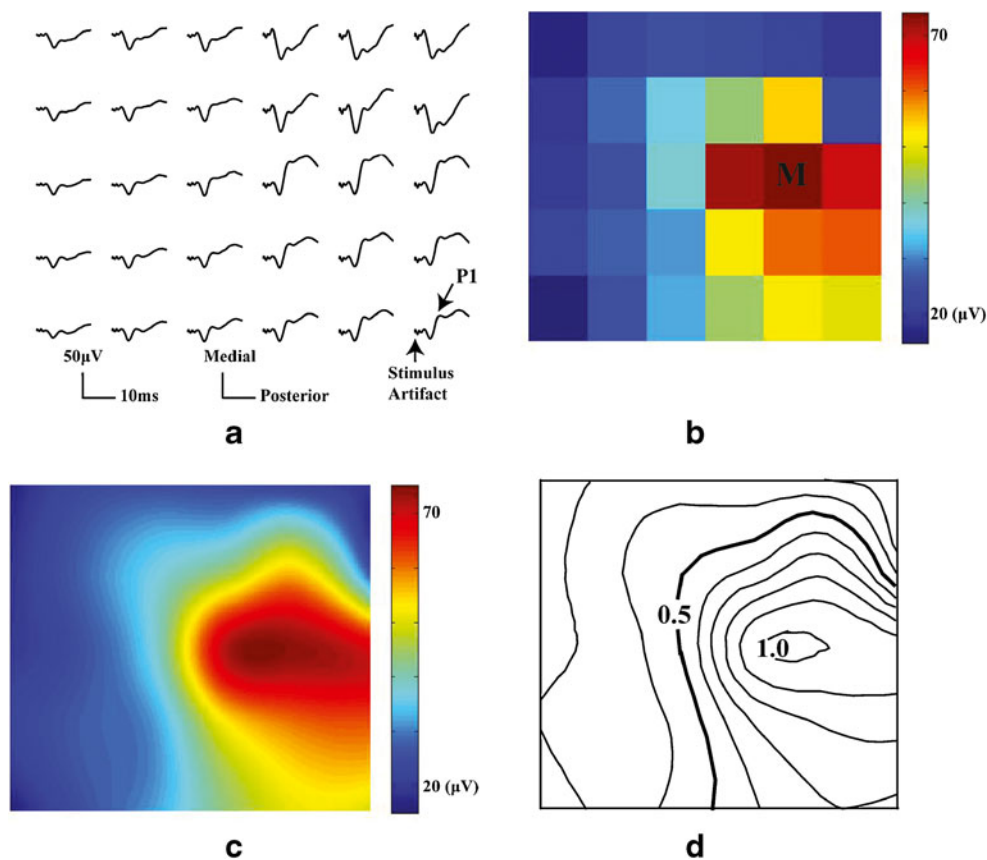 P1
50μV
10ms
Medial
Posterior
Stimulus
Artifact
a
M
70
20 (μV)
b
70
20 (μV)
c
0.5
1.0
d